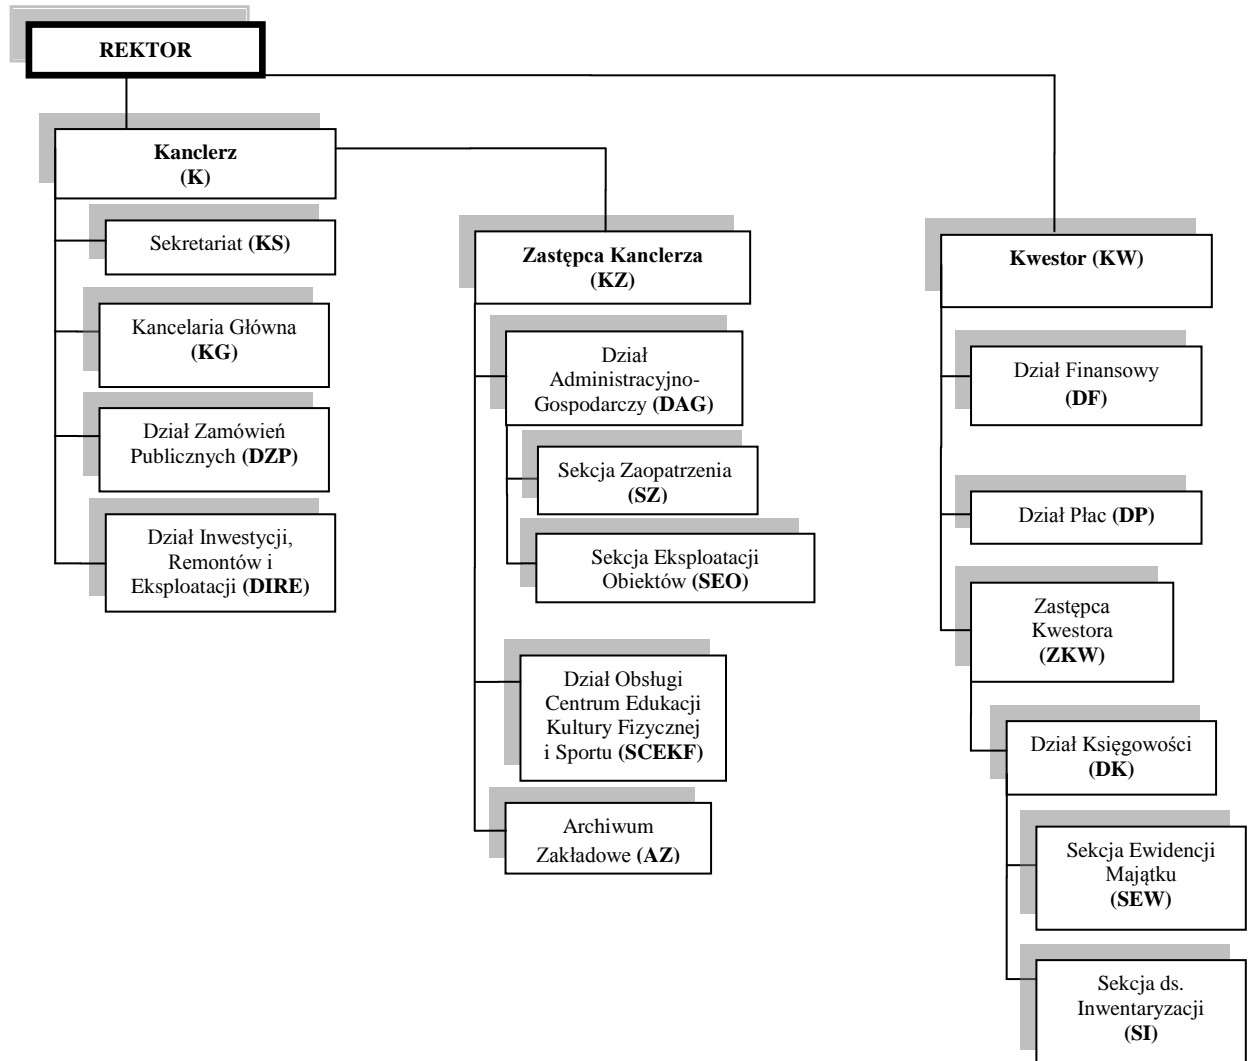 REKTOR
Kanclerz
(K)
Sekretariat (KS)
Kancelaria Główna
(KG)
Dział Zamówień
Publicznych (DZP)
Dział Inwestycji,
Remontów i
Eksploatacji (DIRE)
Zastępca Kanclerza
(KZ)
Dział
Administracyjno-
Gospodarczy (DAG)
Sekcja Zaopatrzenia
(SZ)
Sekcja Eksploatacji
Obiektów (SEO)
Dział Obsługi
Centrum Edukacji
Kultury Fizycznej
i Sportu (SCEKF)
Archiwum
Zakładowe (AZ)
Kwestor (KW)
Dział Finansowy
(DF)
Dział Płac (DP)
Zastępca
Kwestora
(ZKW)
Dział Księgowości
(DK)
Sekcja Ewidencji
Majątku
(SEW)
Sekcja ds.
Inwentaryzacji
(SI)